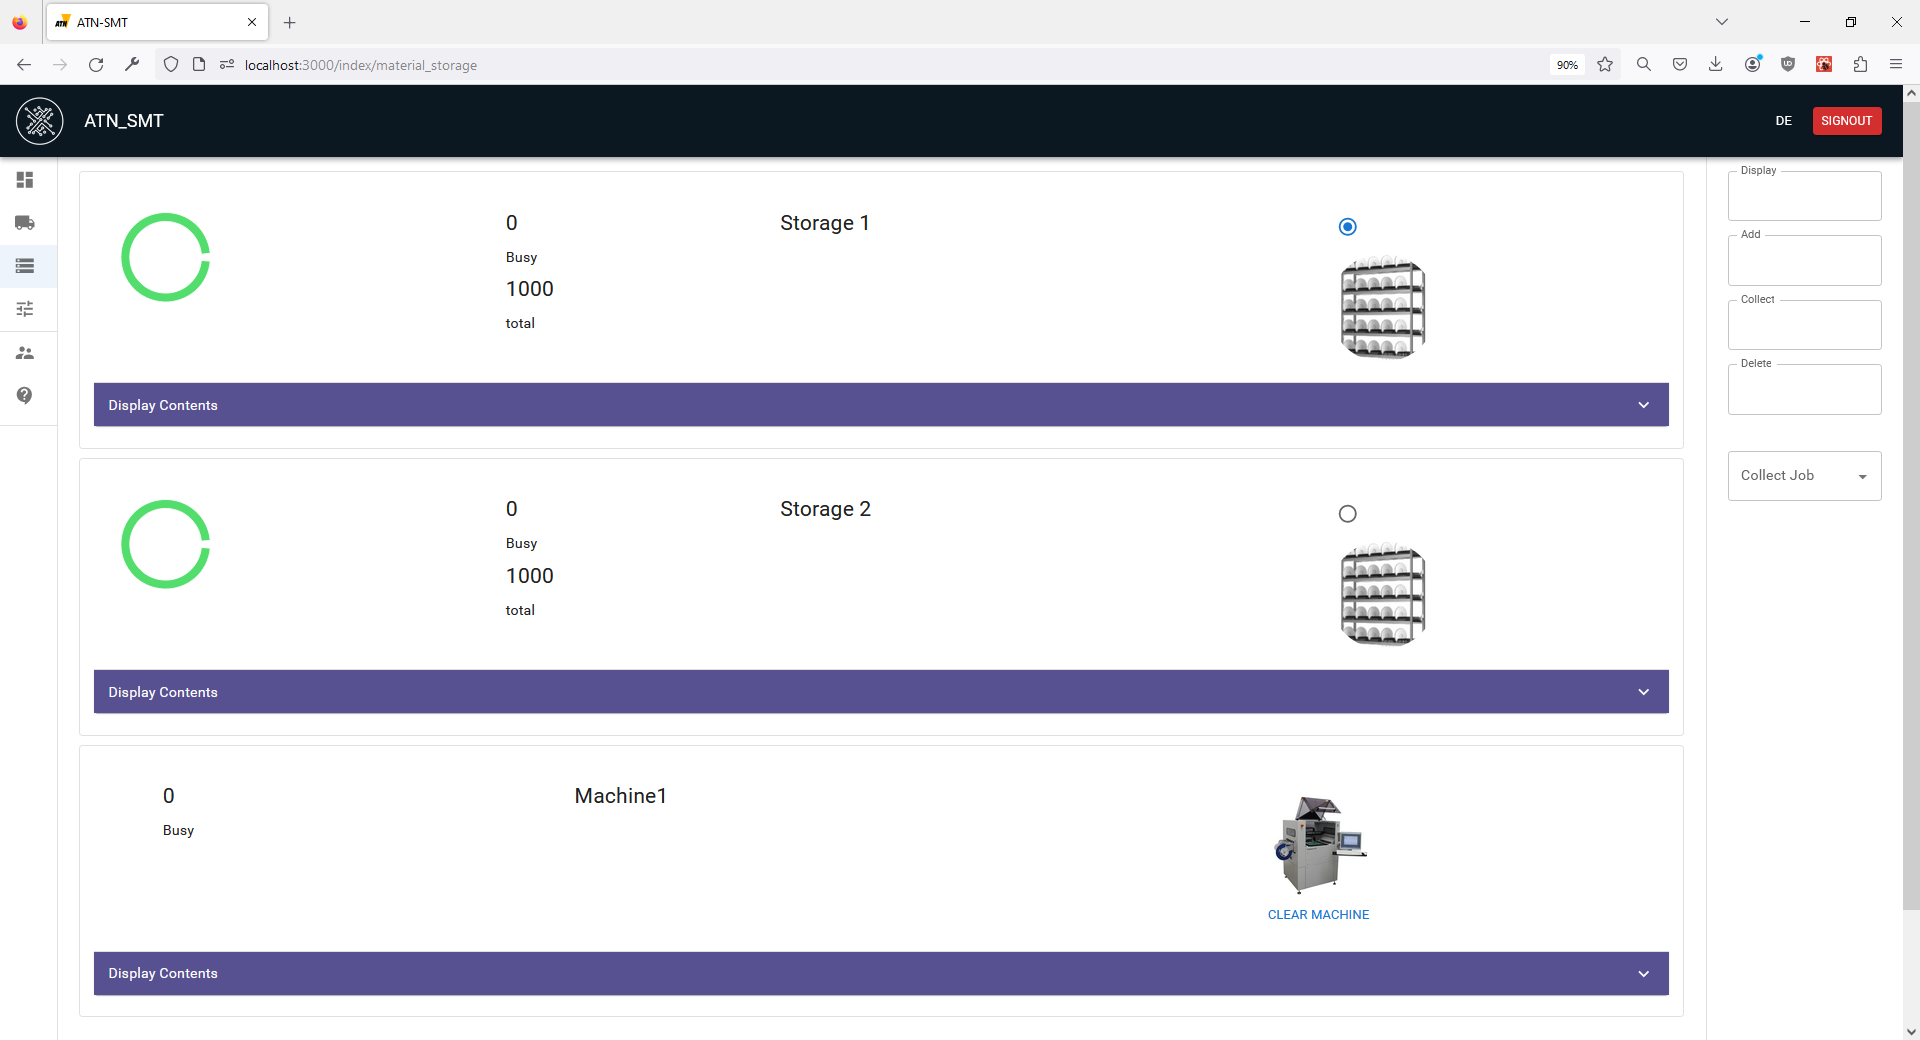 ATN-SMT
localhost:3000/index/material_storage
90%
ATN_SMT
DE
SIGNOUT
0
Busy
1000
total
Storage 1
Display Contents
0
Busy
1000
total
Storage 2
Display Contents
0
Busy
Machine1
CLEAR MACHINE
Display Contents
Display
Add
Collect
Delete
Collect Job